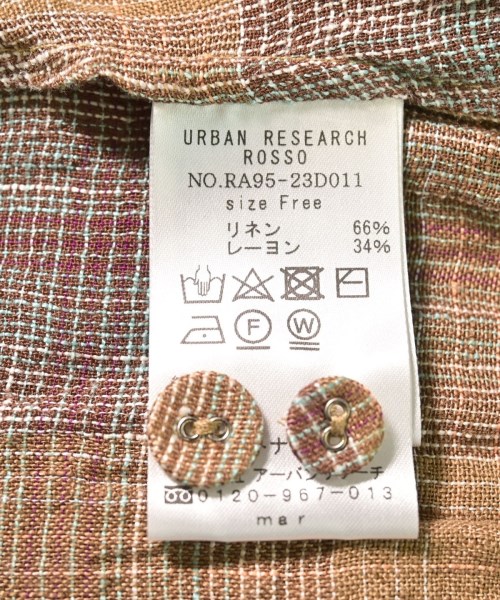 URBAN RESEARCH
ROSSO
NO.RA95-23D011
size Free
リネン 66%
レーヨン 34%
F W
アーバンリサーチ
0120-967-013
mar